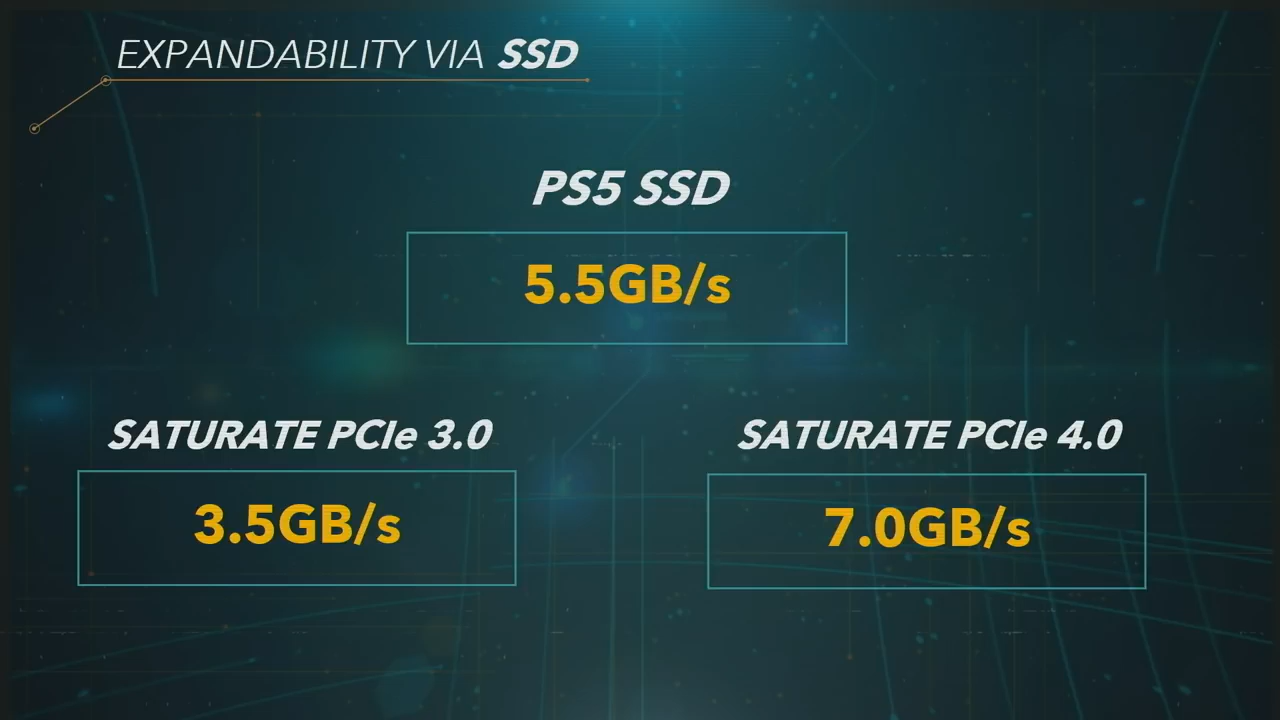 EXPANDABILITY VIA SSD
PS5 SSD
5.5GB/s
SATURATE PCIe 3.0
SATURATE PCIe 4.0
3.5GB/s
7.0GB/s